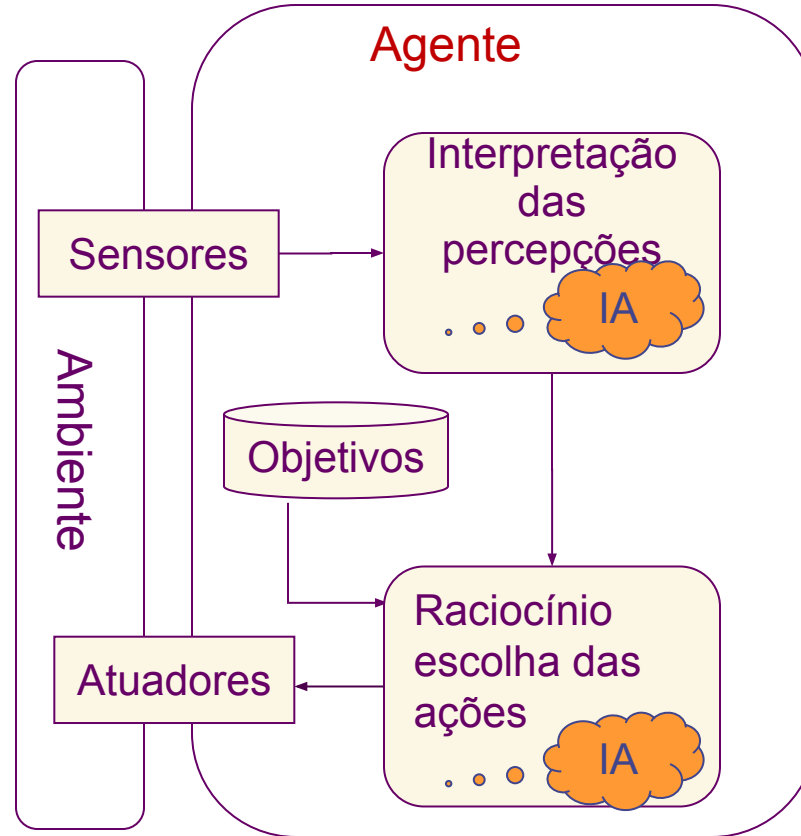 Agente
Interpretação
das
percepções
IA
Sensores
Ambiente
Objetivos
Raciocínio
escolha das
ações
IA
Atuadores